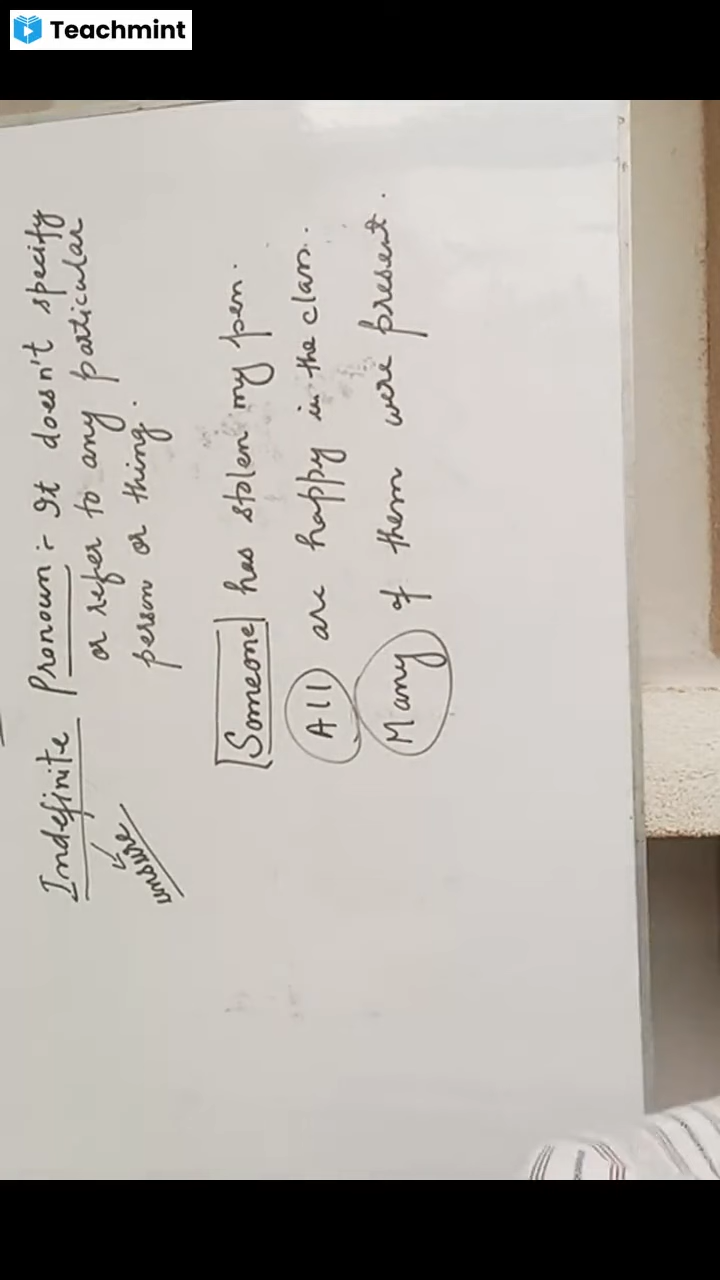 Teachmint
Indefinite Pronoun :- It doesn't specify
or refer to any particular
person or thing.
unsure
Someone has stolen my pen.
All are happy in the class..
Many of them were present.